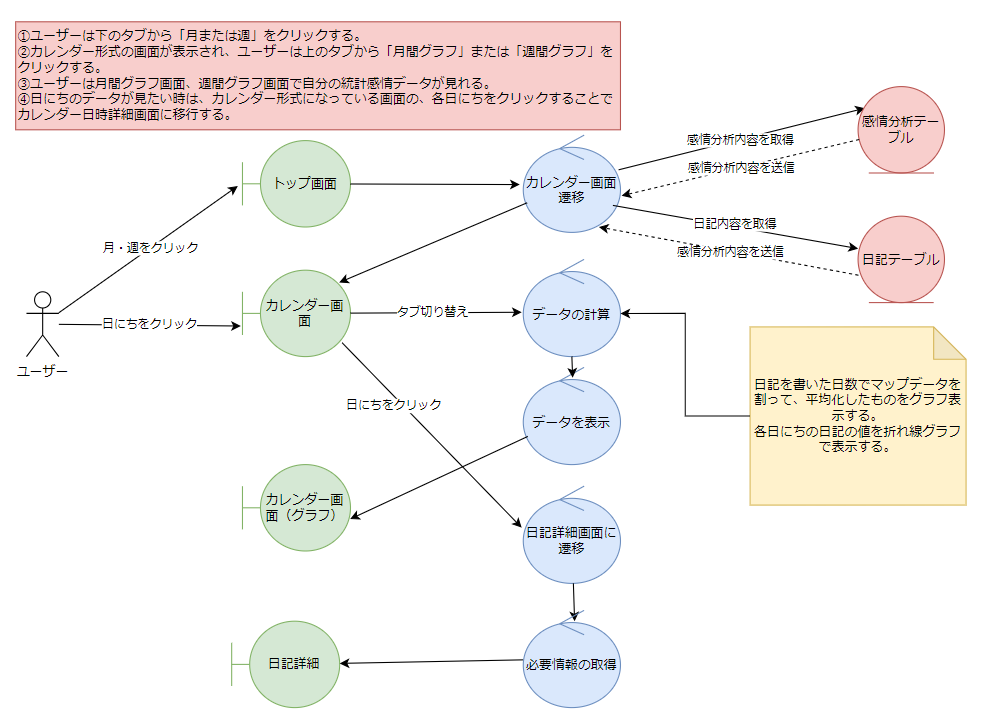 ①ユーザーは下のタブから「月または週」をクリックする。
②カレンダー形式の画面が表示され、ユーザーは上のタブから「月間グラフ」または「週間グラフ」を
クリックする。
③ユーザーは月間グラフ画面、週間グラフ画面で自分の統計感情データが見れる。
④日にちのデータが見たい時は、カレンダー形式になっている画面の、各日にちをクリックすることで
カレンダー日時詳細画面に移行する。
感情分析テー
ブル
感情分析内容を取得
感情分析内容を送信
トップ画面
カレンダー画面
遷移
日記内容を取得
感情分析内容を送信
日記テーブル
月・週をクリック
ユーザー
日にちをクリック
カレンダー画
面
タブ切り替え
データの計算
日にちをクリック
データを表示
日記を書いた日数でマップデータを
割って、平均化したものをグラフ表
示する。
各日にちの日記の値を折れ線グラフ
で表示する。
カレンダー画
面（グラフ）
日記詳細画面に
遷移
日記詳細
必要情報の取得